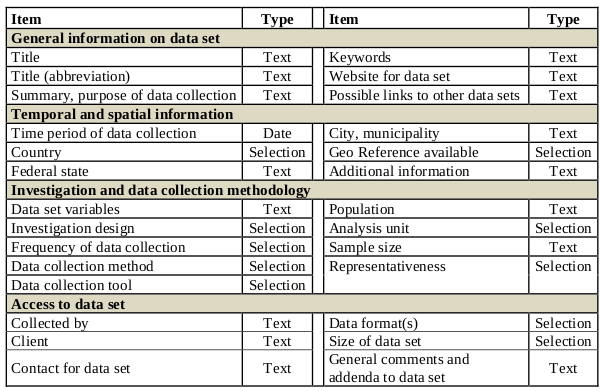 Item Type Item Type
General information on data set
Title Text Keywords Text
Title (abbreviation) Text Website for data set Text
Summary, purpose of data collection Text Possible links to other data sets Text
Temporal and spatial information
Time period of data collection Date City, municipality Text
Country Selection Geo Reference available Selection
Federal state Text Additional information Text
Investigation and data collection methodology
Data set variables Text Population Text
Investigation design Selection Analysis unit Selection
Frequency of data collection Selection Sample size Text
Data collection method Selection Representativeness Selection
Data collection tool Selection
Access to data set
Collected by Text Data format(s) Selection
Client Text Size of data set Selection
Contact for data set Text General comments and
addenda to data set Text